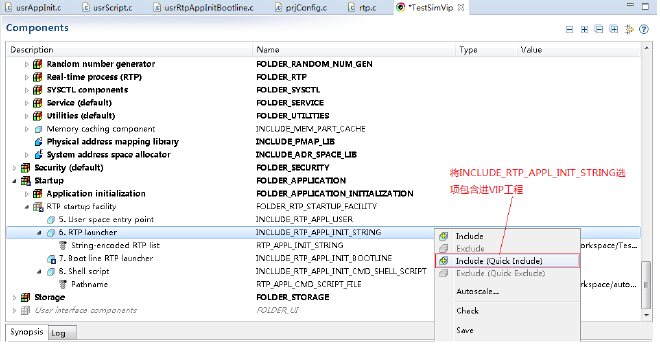 usrAppInit.c usrScript.c usrRtpAppInitBootline.c prjConfig.c rtp.c *TestSimVip
Components
Description Name Type Value
Random number generator FOLDER_RANDOM_NUM_GEN
Real-time process (RTP) FOLDER_RTP
SYSCTL components FOLDER_SYSCTL
Service (default) FOLDER_SERVICE
Utilities (default) FOLDER_UTILITIES
Memory caching component INCLUDE_MEM_PART_CACHE
Physical address mapping library INCLUDE_PMAP_LIB
System address space allocator INCLUDE_ADR_SPACE_LIB
Security (default) FOLDER_SECURITY
Startup FOLDER_APPLICATION
Application initialization FOLDER_APPLICATION_INITIALIZATION
RTP startup facility FOLDER_RTP_STARTUP_FACILITY
5. User space entry point INCLUDE_RTP_APPL_USER
6. RTP launcher INCLUDE_RTP_APPL_INIT_STRING
String-encoded RTP list RTP_APPL_INIT_STRING
orkspace/Tes...
7. Boot line RTP launcher INCLUDE_RTP_APPL_INIT_BOOTLINE
8. Shell script INCLUDE_RTP_APPL_INIT_CMD_SHELL_SCRIPT
Pathname RTP_APPL_CMD_SCRIPT_FILE
rkspace/auto...
Storage FOLDER_STORAGE
User interface components FOLDER_UI
将INCLUDE_RTP_APPL_INIT_STRING选
项包含进VIP工程
Include
Exclude
Include (Quick Include)
Exclude (Quick Exclude)
Autoscale...
Check
Save
Synopsis Log